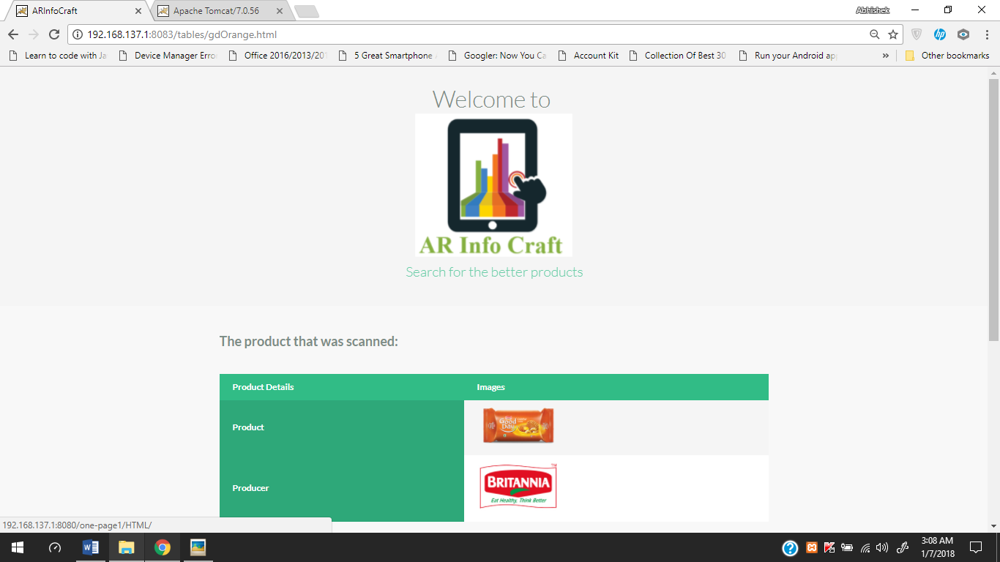 ARInfoCraft
Apache Tomcat/7.0.56
Abhishek
192.168.137.1:8083/tables/gdOrange.html
Learn to code with Ja
Device Manager Erro
Office 2016/2013/201
5 Great Smartphone
Googler: Now You Ca
Account Kit
Collection Of Best 30
Run your Android ap
Other bookmarks
Welcome to
AR Info Craft
Search for the better products
The product that was scanned:
Product Details Images
Product
Good Day
Producer
BRITANNIA
TM
Eat Healthy, Think Better
192.168.137.1:8080/one-page1/HTML/
3:08 AM
1/7/2018